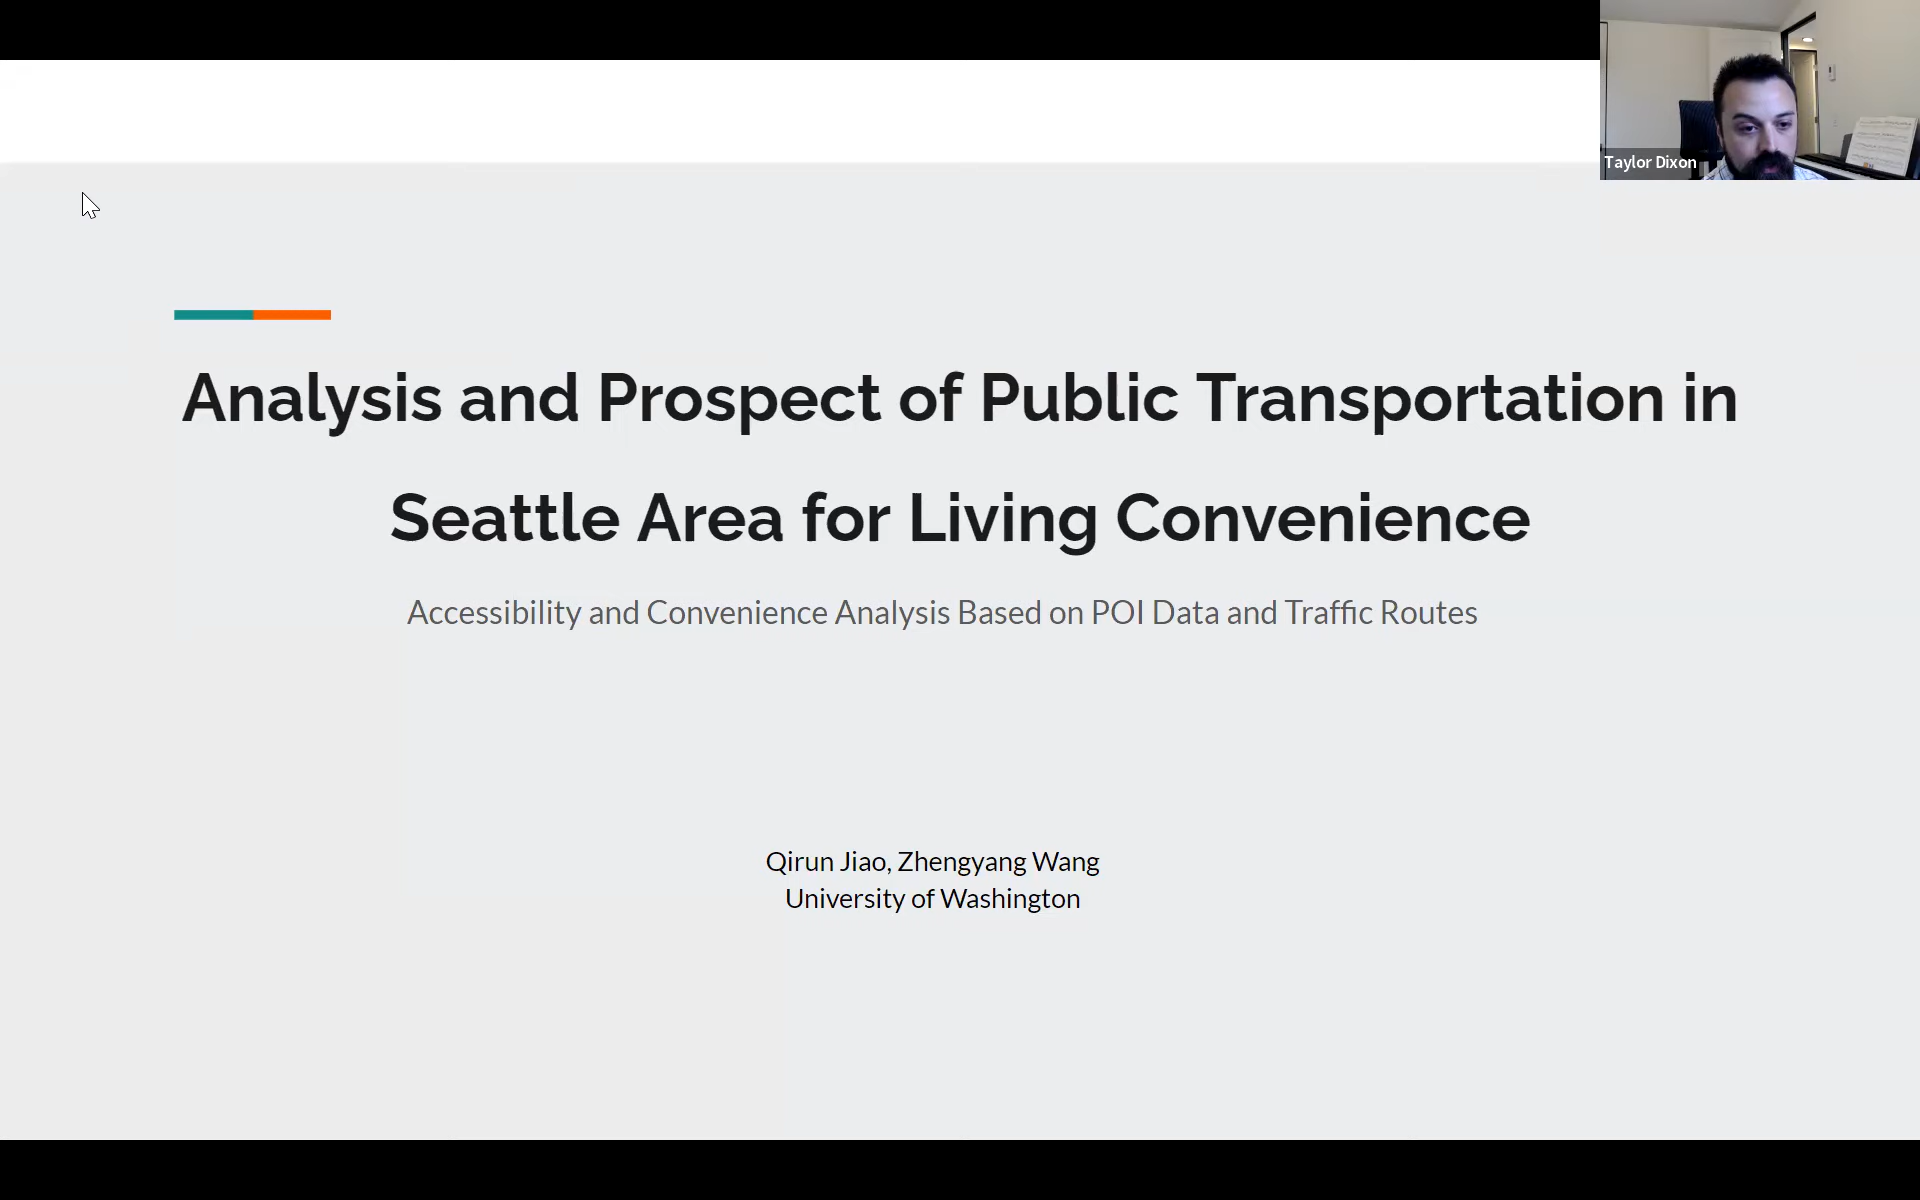 Taylor Dixon
Analysis and Prospect of Public Transportation in
Seattle Area for Living Convenience
Accessibility and Convenience Analysis Based on POI Data and Traffic Routes
Qirun Jiao, Zhengyang Wang
University of Washington